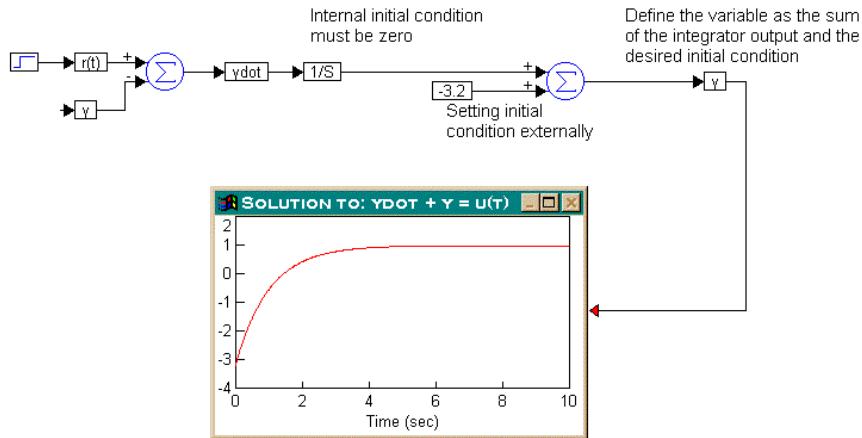 Internal initial condition
must be zero
Define the variable as the sum
of the integrator output and the
desired initial condition
r(t)
+
-
Σ
ydot
1/S
+
+
Σ
y
y
-3.2
Setting initial
condition externally
SOLUTION TO: YDOT + Y = U(T)
2
1
0
-1
-2
-3
-4
0
2
4
6
8
10
Time (sec)